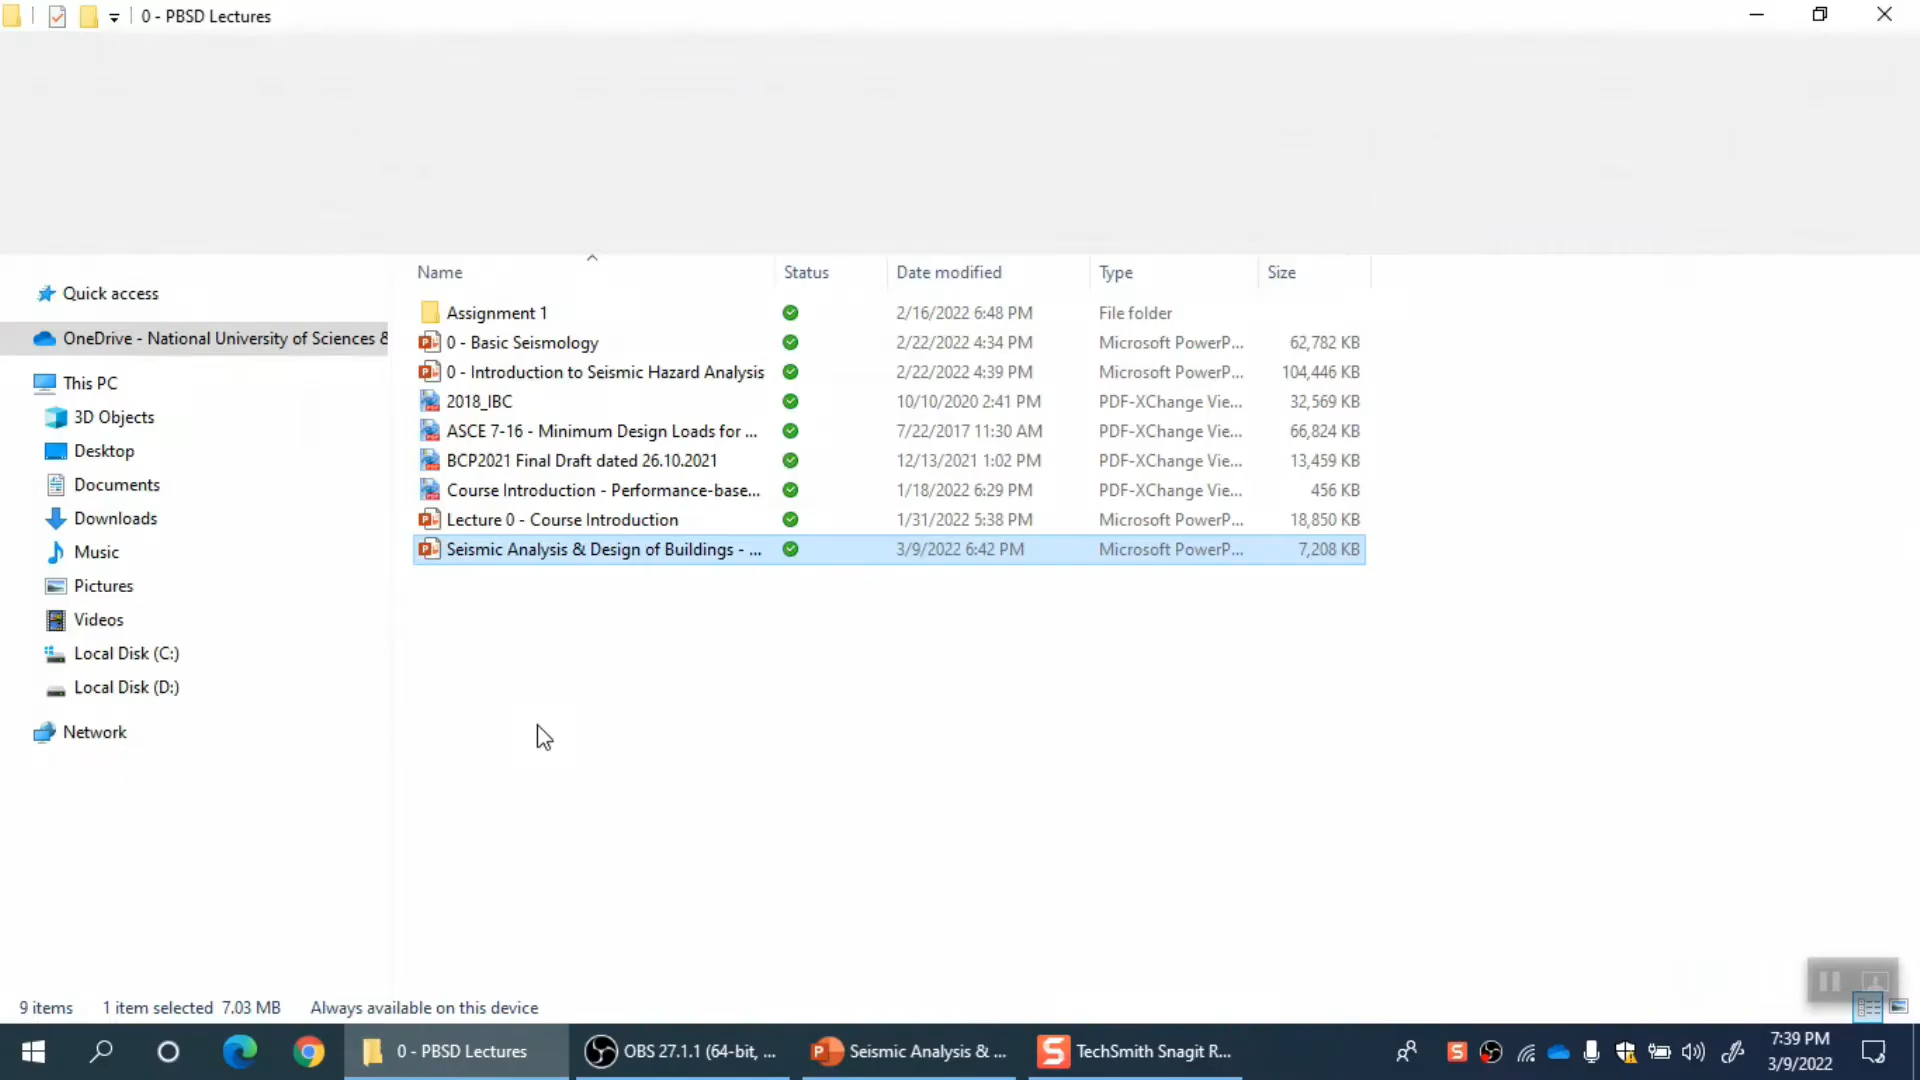 0 - PBSD Lectures
Name Status Date modified Type Size
Quick access
OneDrive - National University of Sciences &
This PC
3D Objects
Desktop
Documents
Downloads
Music
Pictures
Videos
Local Disk (C:)
Local Disk (D:)
Network
Assignment 1 2/16/2022 6:48 PM File folder
0 - Basic Seismology 2/22/2022 4:34 PM Microsoft PowerP... 62,782 KB
0 - Introduction to Seismic Hazard Analysis 2/22/2022 4:39 PM Microsoft PowerP... 104,446 KB
2018_IBC 10/10/2020 2:41 PM PDF-XChange Vie... 32,569 KB
ASCE 7-16 - Minimum Design Loads for ... 7/22/2017 11:30 AM PDF-XChange Vie... 66,824 KB
BCP2021 Final Draft dated 26.10.2021 12/13/2021 1:02 PM PDF-XChange Vie... 13,459 KB
Course Introduction - Performance-base... 1/18/2022 6:29 PM PDF-XChange Vie... 456 KB
Lecture 0 - Course Introduction 1/31/2022 5:38 PM Microsoft PowerP... 18,850 KB
Seismic Analysis & Design of Buildings - ... 3/9/2022 6:42 PM Microsoft PowerP... 7,208 KB
9 items 1 item selected 7.03 MB Always available on this device
0 - PBSD Lectures OBS 27.1.1 (64-bit, ... Seismic Analysis & ... TechSmith Snagit R... 7:39 PM
3/9/2022